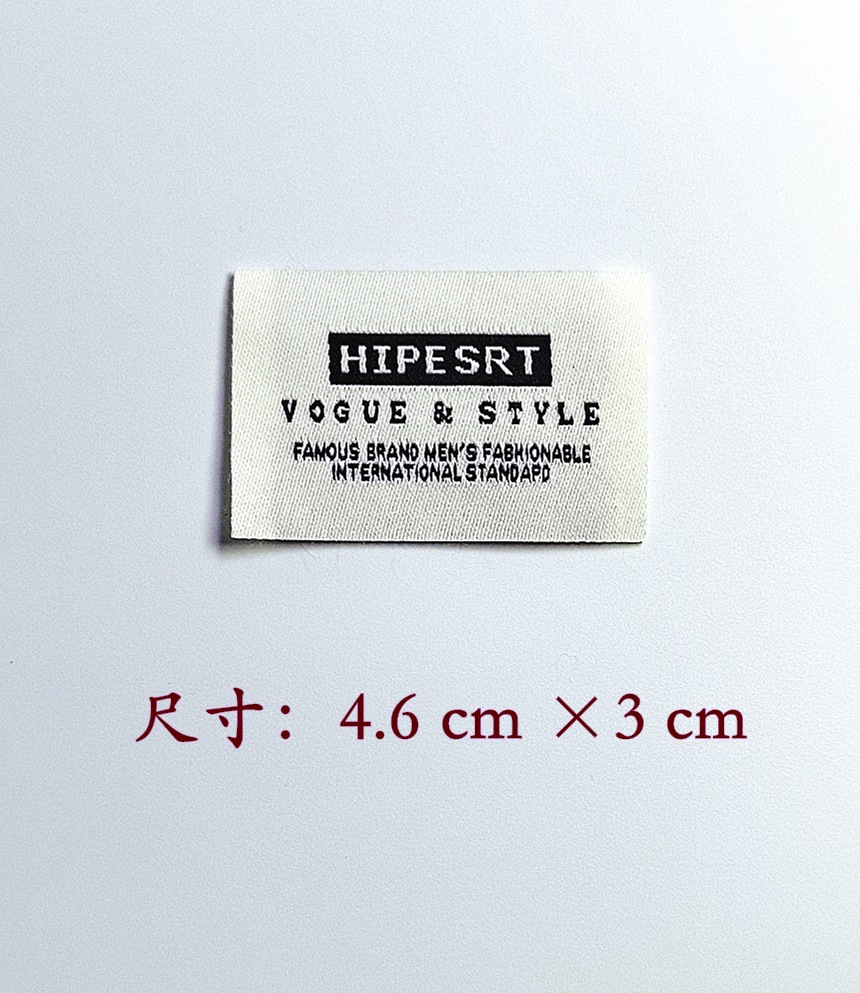 HIPESRT
VOGUE & STYLE
FAMOUS BRAND MEN'S FABHIONABLE
INTERNATIONAL STANDAPD
尺寸：4.6 cm ×3 cm